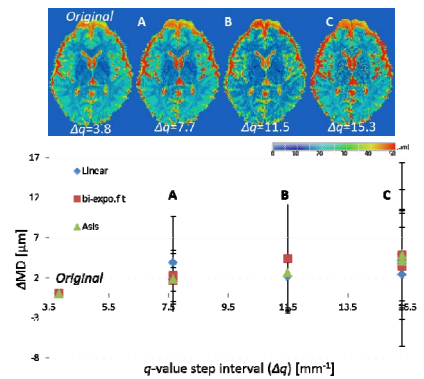 Original A B C
Δq=3.8 Δq=7.7 Δq=11.5 Δq=15.3
μm]
17
Linear
bi-expo.ft
Asis
12
A B C
7
ΔMD [μm]
2
Original
3.5 5.5 7.5 9.5 11.5 13.5 15.5
-3
-8
q-value step interval (Δq) [mm⁻¹]